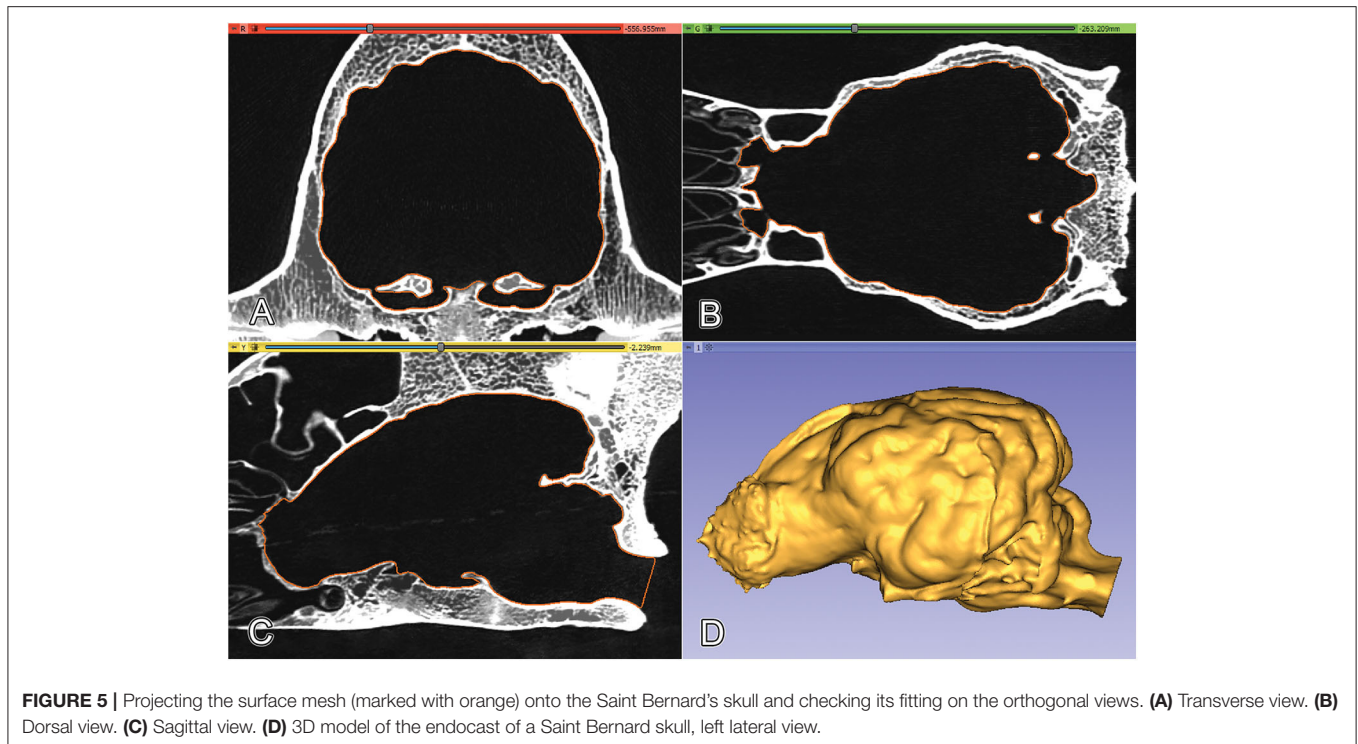 R -556.955mm
G -263.209mm
A
B
Y -2.239mm
1
C
D
FIGURE 5 | Projecting the surface mesh (marked with orange) onto the Saint Bernard's skull and checking its fitting on the orthogonal views. (A) Transverse view. (B)
Dorsal view. (C) Sagittal view. (D) 3D model of the endocast of a Saint Bernard skull, left lateral view.